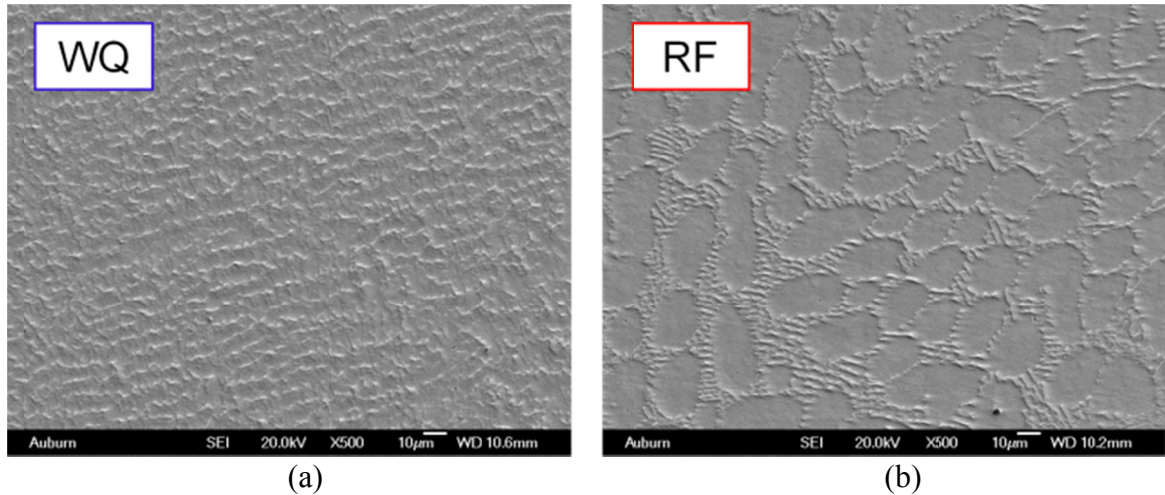 WQ
RF
Auburn SEI 20.0kV X500 10µm WD 10.6mm
Auburn SEI 20.0kV X500 10µm WD 10.2mm
(a)
(b)